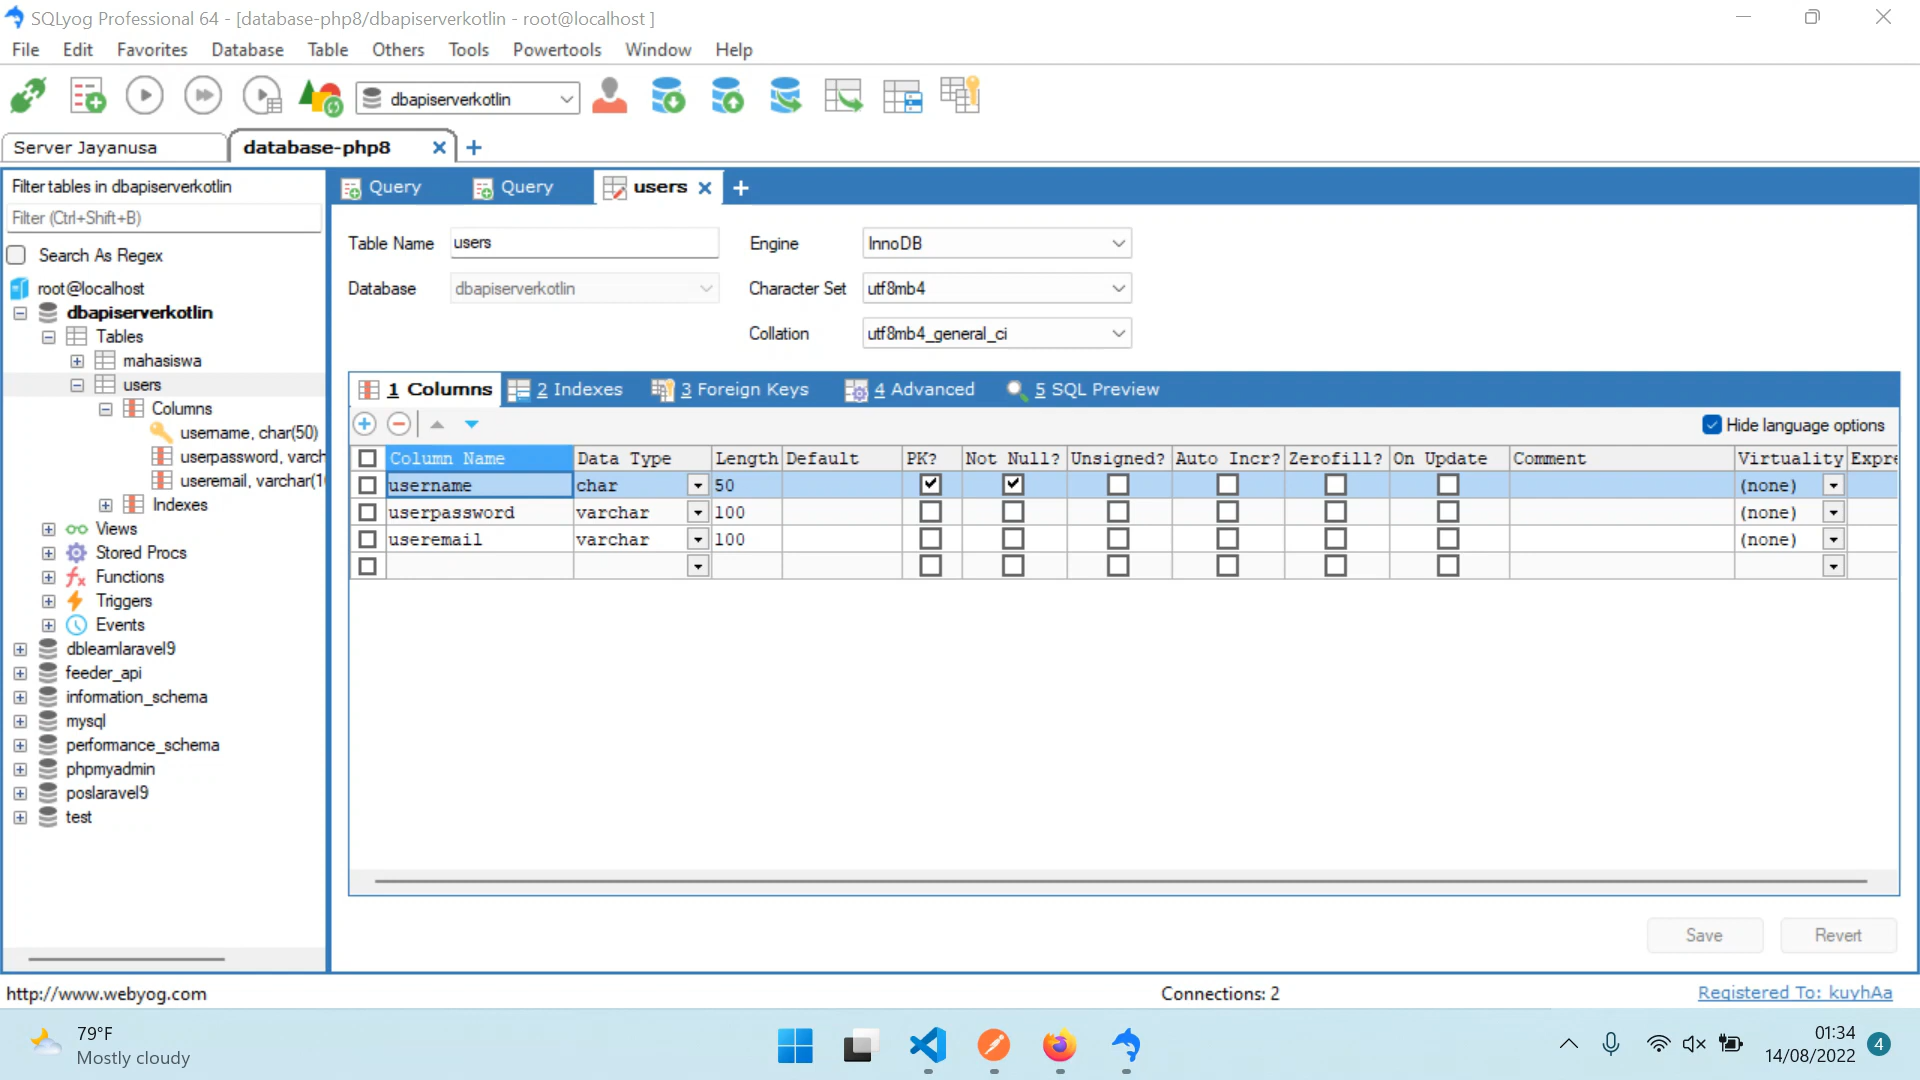 SQLyog Professional 64 - [database-php8/dbapiserverkotlin - root@localhost ]
File Edit Favorites Database Table Others Tools Powertools Window Help
dbapiserverkotlin
Server Jayanusa
database-php8
Filter tables in dbapiserverkotlin
Filter (Ctrl+Shift+B)
Search As Regex
root@localhost
dbapiserverkotlin
Tables
mahasiswa
users
Columns
username, char(50)
userpassword, varch
useremail, varchar(10
Indexes
Views
Stored Procs
Functions
Triggers
Events
dblearnlaravel9
feeder_api
information_schema
mysql
performance_schema
phpmyadmin
poslaravel9
test
Query Query users
Table Name users Engine InnoDB
Database dbapiserverkotlin Character Set utf8mb4
Collation utf8mb4_general_ci
1 Columns 2 Indexes 3 Foreign Keys 4 Advanced 5 SQL Preview
Hide language options
Column Name Data Type Length Default PK? Not Null? Unsigned? Auto Incr? Zerofill? On Update Comment Virtuality Expre
username char 50 (none)
userpassword varchar 100 (none)
useremail varchar 100 (none)
Save Revert
http://www.webyog.com Connections: 2 Registered To: kuyhAa
79°F
Mostly cloudy
01:34
14/08/2022
4